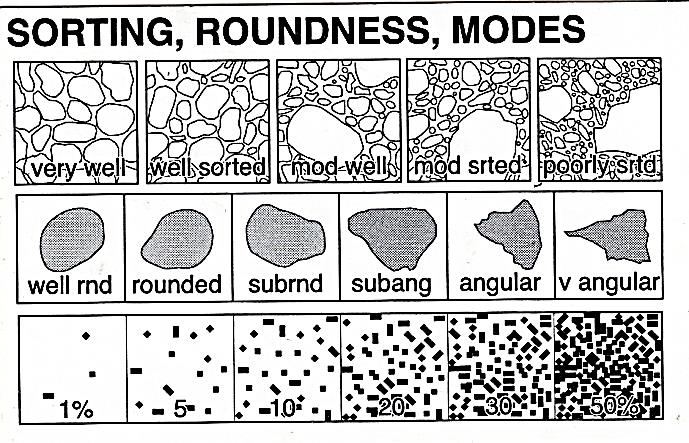 SORTING, ROUNDNESS, MODES
very well well sorted mod well mod srted poorly srtd
well rnd rounded subrnd subang angular v angular
1% 5 10 20 30 50%